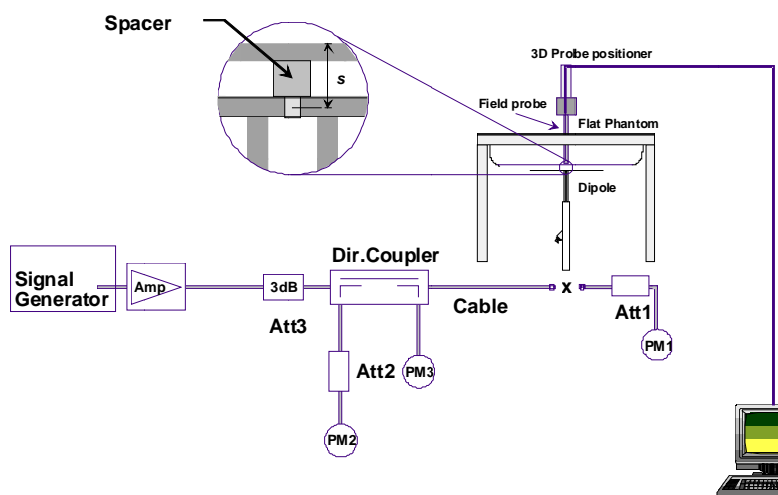 Spacer
s
3D Probe positioner
Field probe
Flat Phantom
Dipole
Signal
Generator
Amp
3dB
Att3
Dir.Coupler
Cable
x
Att1
PM1
Att2
PM3
PM2